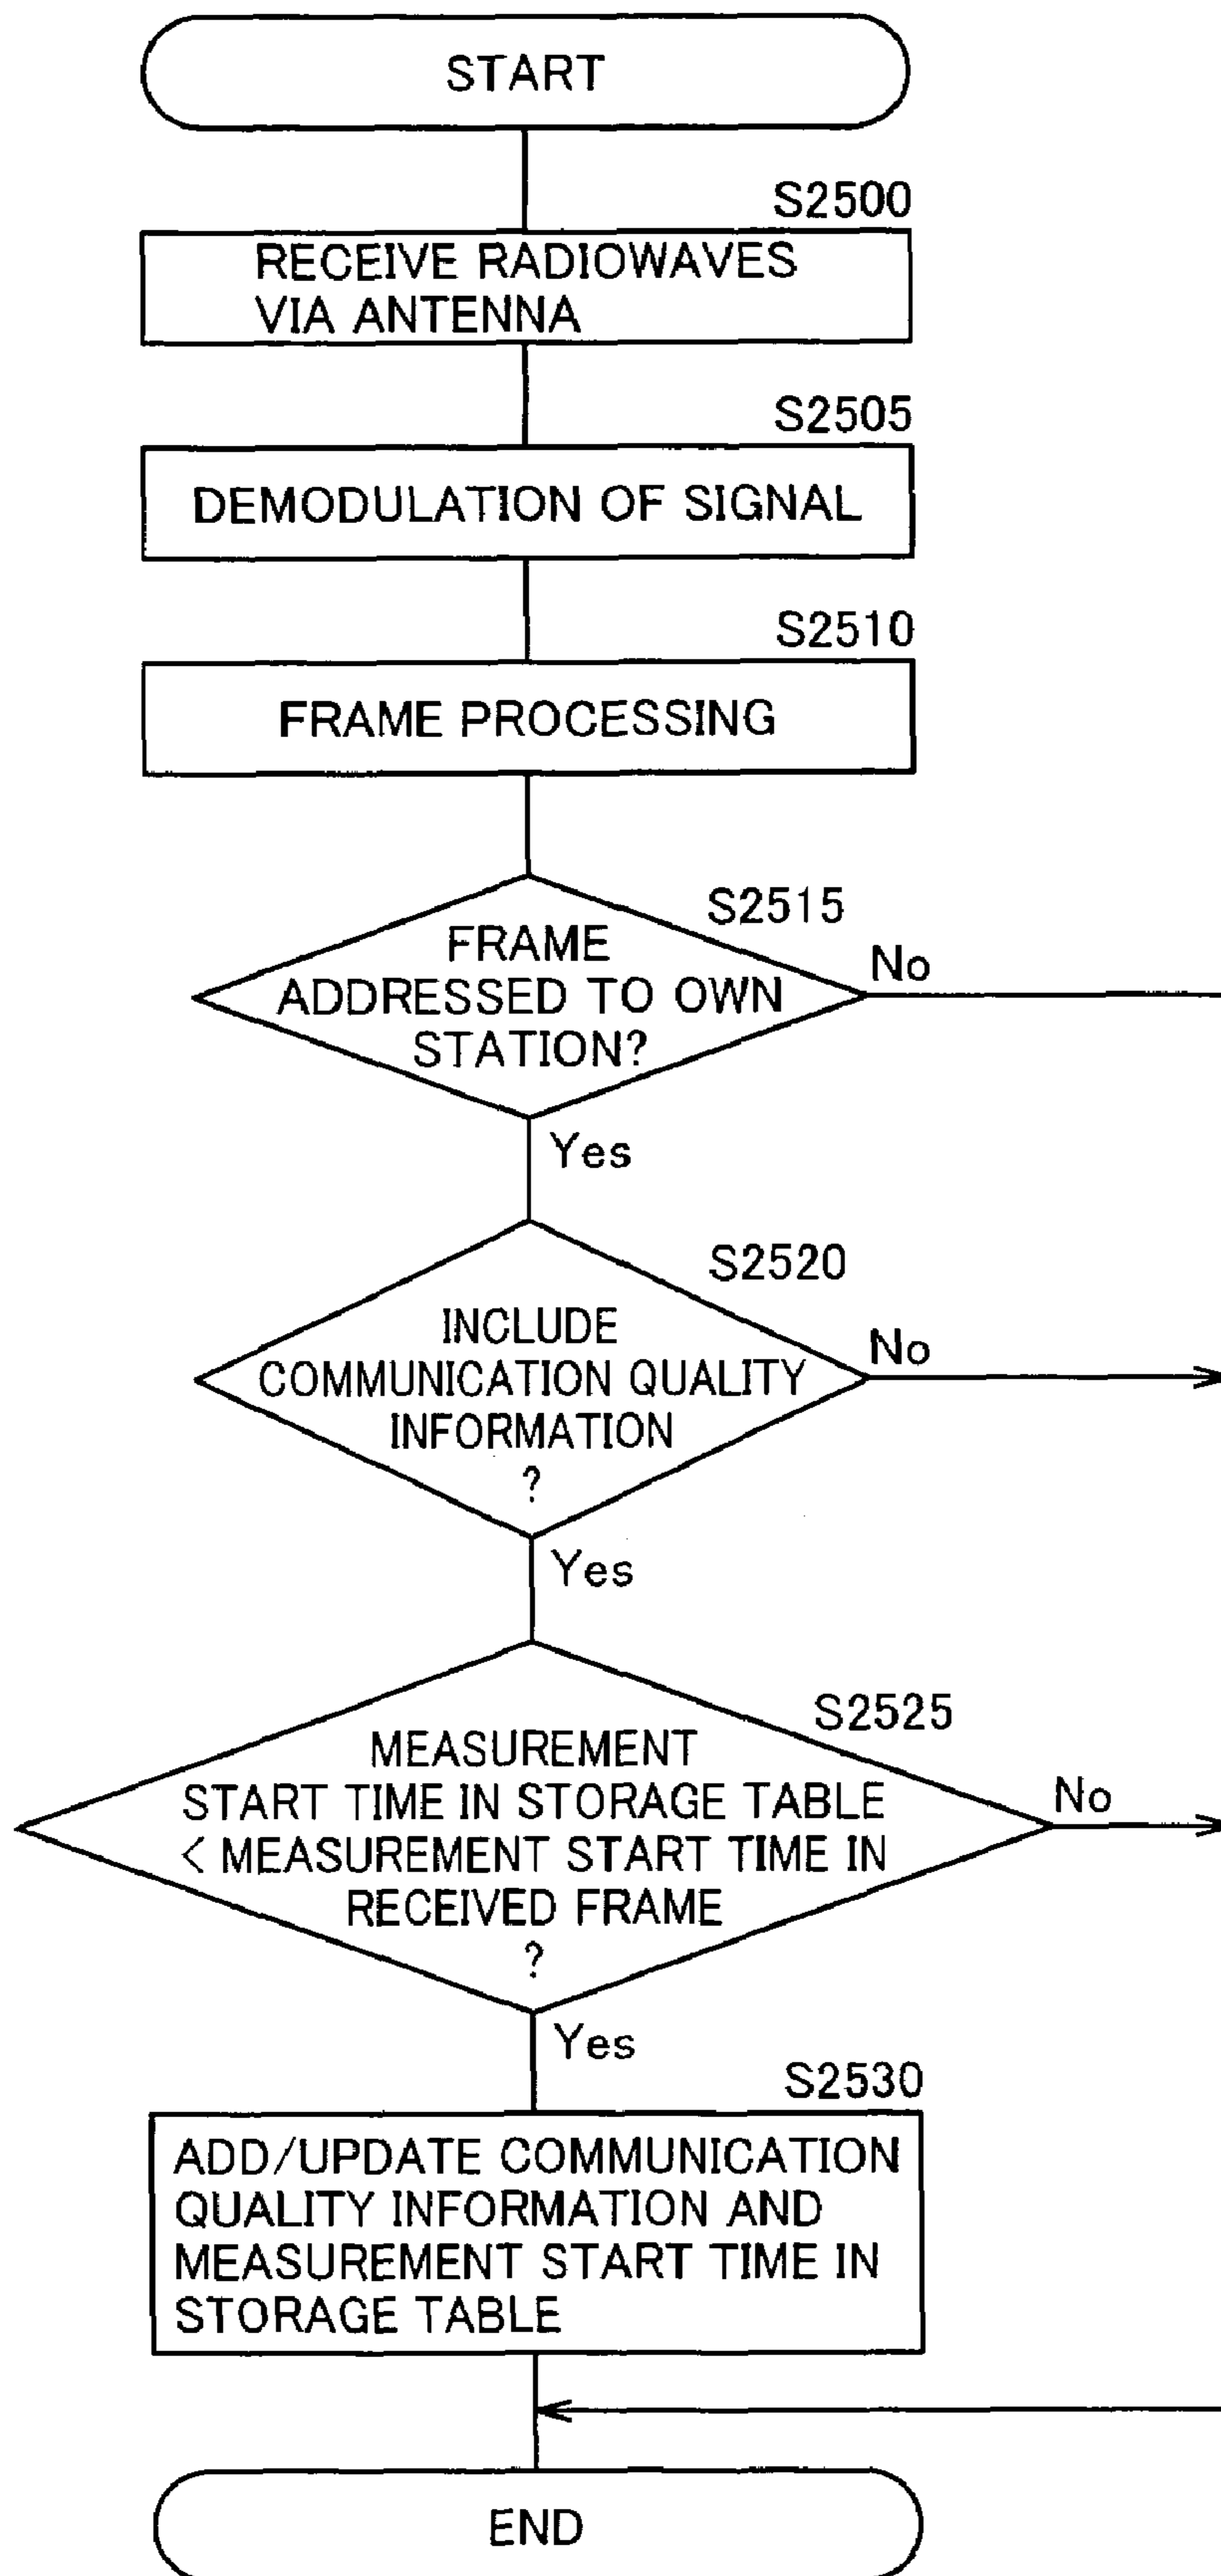 START
S2500
RECEIVE RADIOWAVES
VIA ANTENNA
S2505
DEMODULATION OF SIGNAL
S2510
FRAME PROCESSING
S2515
FRAME
ADDRESSED TO OWN
STATION?
No
Yes
S2520
INCLUDE
COMMUNICATION QUALITY
INFORMATION
?
No
Yes
S2525
MEASUREMENT
START TIME IN STORAGE TABLE
< MEASUREMENT START TIME IN
RECEIVED FRAME
?
No
Yes
S2530
ADD/UPDATE COMMUNICATION
QUALITY INFORMATION AND
MEASUREMENT START TIME IN
STORAGE TABLE
END